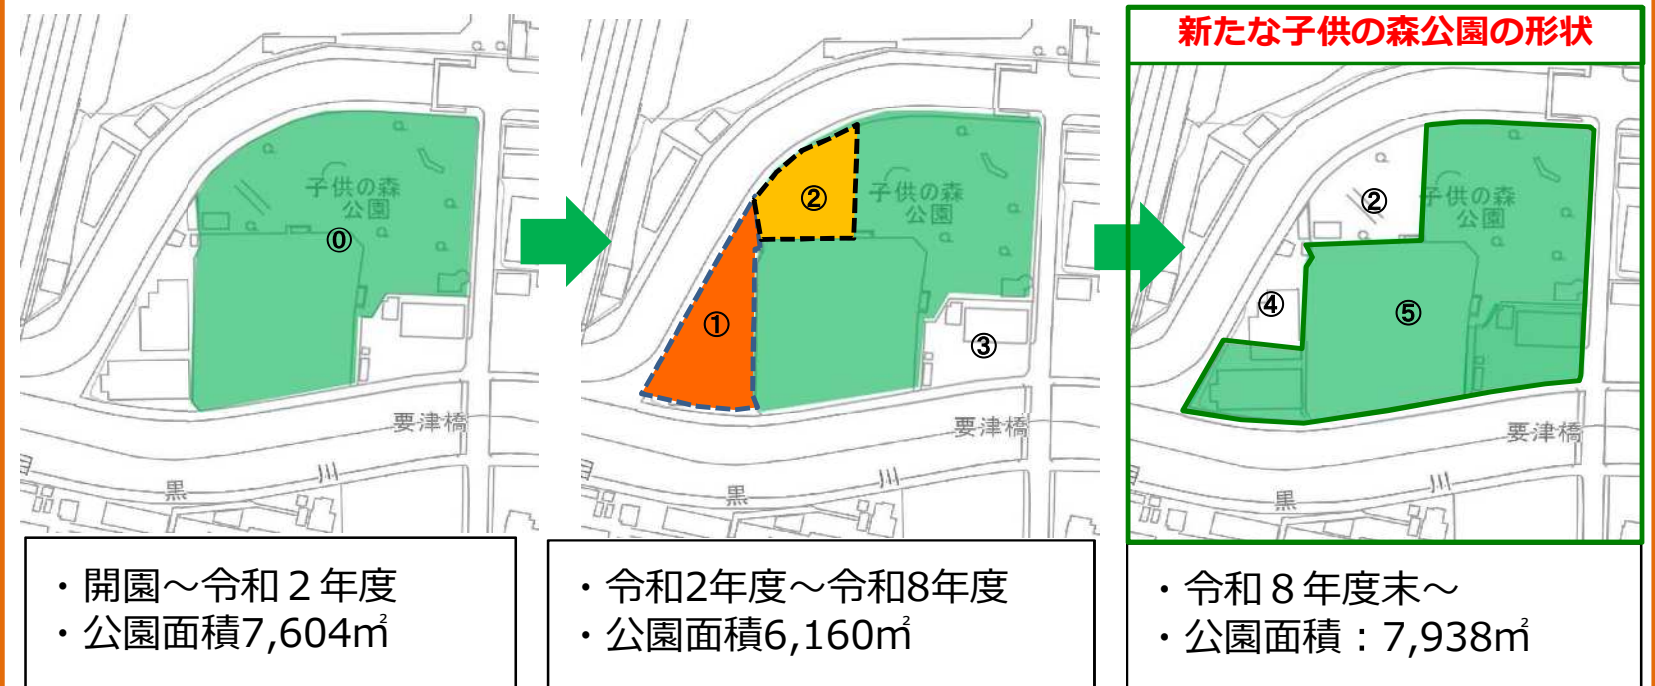 新たな子供の森公園の形状
子供の森
公園
⓪
要津橋
黒
川
②
子供の森
公園
①
③
要津橋
黒
川
②
子供の森
公園
④
⑤
要津橋
黒
川
・開園～令和２年度
・公園面積7,604㎡
・令和2年度～令和8年度
・公園面積6,160㎡
・令和８年度末～
・公園面積：7,938㎡